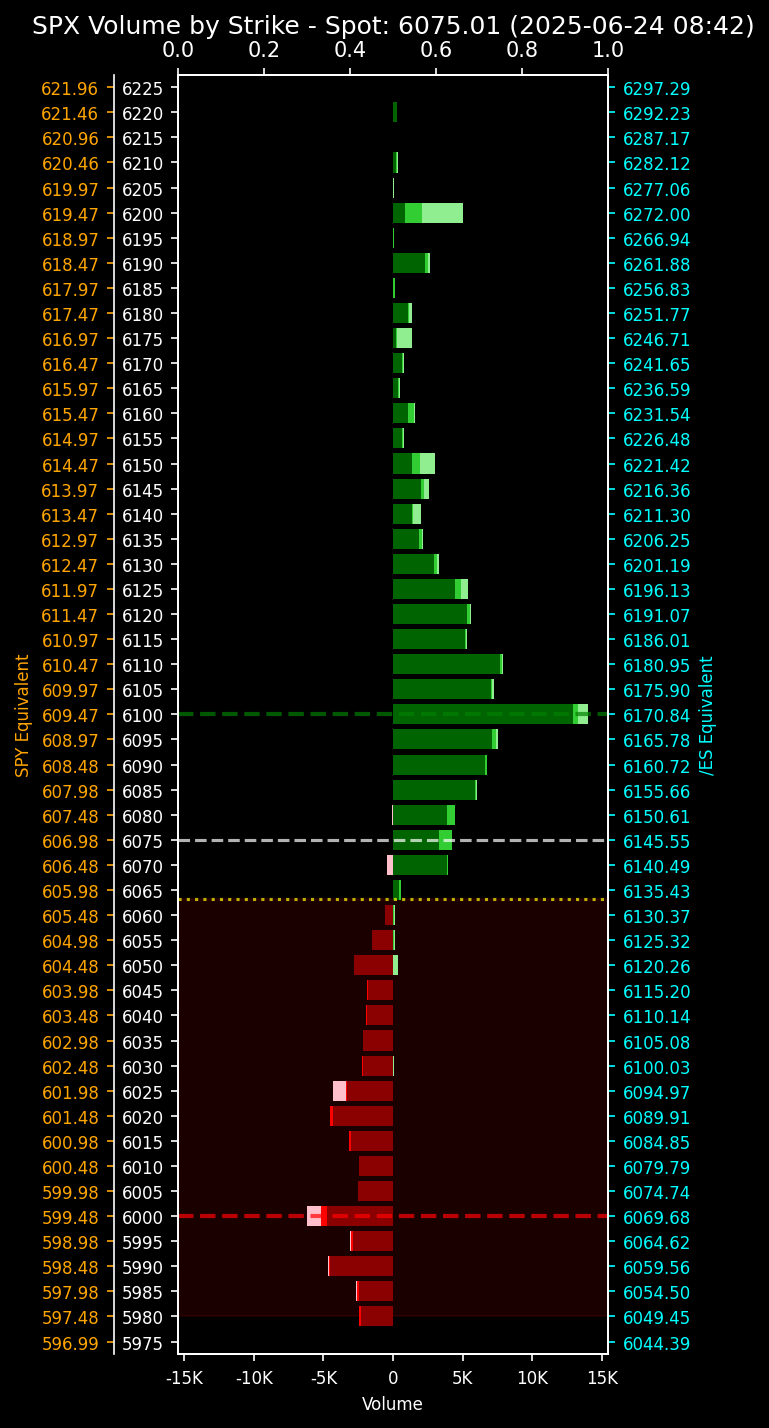 SPX Volume by Strike - Spot: 6075.01 (2025-06-24 08:42)
0.0 0.2 0.4 0.6 0.8 1.0
621.96 6225 6297.29
621.46 6220 6292.23
620.96 6215 6287.17
620.46 6210 6282.12
619.97 6205 6277.06
619.47 6200 6272.00
618.97 6195 6266.94
618.47 6190 6261.88
617.97 6185 6256.83
617.47 6180 6251.77
616.97 6175 6246.71
616.47 6170 6241.65
615.97 6165 6236.59
615.47 6160 6231.54
614.97 6155 6226.48
614.47 6150 6221.42
613.97 6145 6216.36
613.47 6140 6211.30
612.97 6135 6206.25
612.47 6130 6201.19
611.97 6125 6196.13
611.47 6120 6191.07
610.97 6115 6186.01
610.47 6110 6180.95
609.97 6105 6175.90
609.47 6100 6170.84
608.97 6095 6165.78
608.48 6090 6160.72
607.98 6085 6155.66
607.48 6080 6150.61
606.98 6075 6145.55
606.48 6070 6140.49
605.98 6065 6135.43
605.48 6060 6130.37
604.98 6055 6125.32
604.48 6050 6120.26
603.98 6045 6115.20
603.48 6040 6110.14
602.98 6035 6105.08
602.48 6030 6100.03
601.98 6025 6094.97
601.48 6020 6089.91
600.98 6015 6084.85
600.48 6010 6079.79
599.98 6005 6074.74
599.48 6000 6069.68
598.98 5995 6064.62
598.48 5990 6059.56
597.98 5985 6054.50
597.48 5980 6049.45
596.99 5975 6044.39
SPY Equivalent
/ES Equivalent
-15K -10K -5K 0 5K 10K 15K
Volume